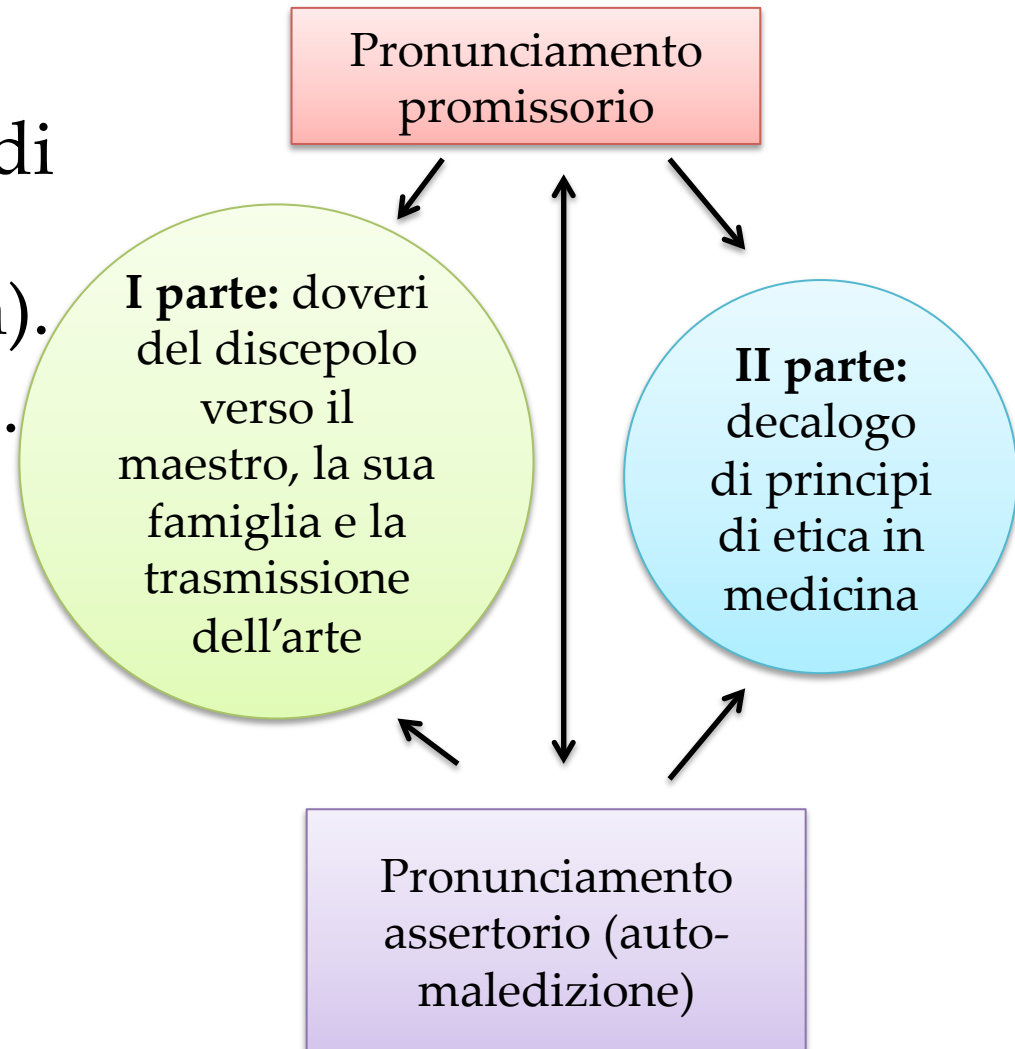 Pronunciamento
promissorio
di
).
.
I parte: doveri
del discepolo
verso il
maestro, la sua
famiglia e la
trasmissione
dell’arte
II parte:
decalogo
di principi
di etica in
medicina
Pronunciamento
assertorio (auto-
maledizione)